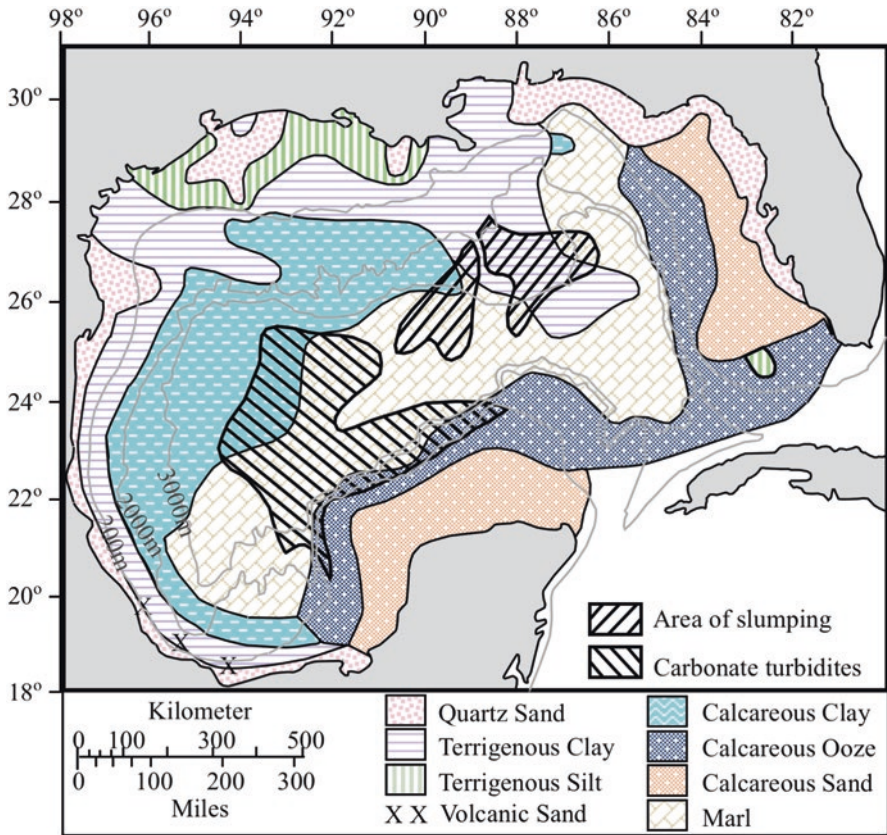 98º 96º 94º 92º 90º 88º 86º 84º 82º
30º
28º
26º
24º
22º
20º
18º
3000m
2000m
200m
X
X
X
Area of slumping
Carbonate turbidites
Kilometer
0 100 300 500
0 100 200 300
Miles
Quartz Sand
Terrigenous Clay
Terrigenous Silt
X X Volcanic Sand
Calcareous Clay
Calcareous Ooze
Calcareous Sand
Marl